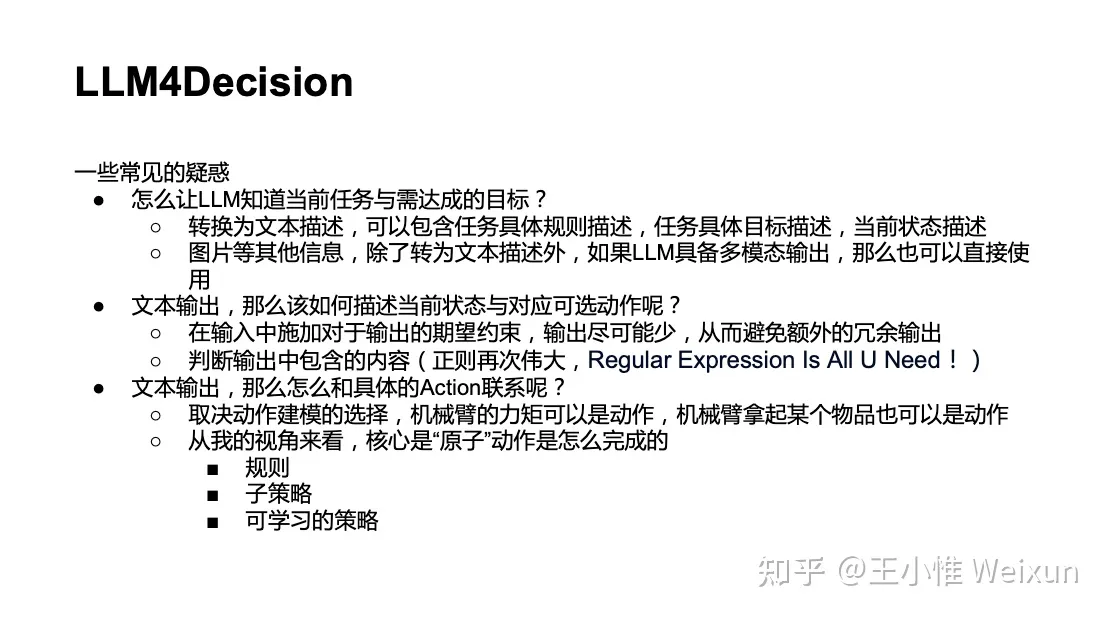 LLM4Decision
一些常见的疑惑
● 怎么让LLM知道当前任务与需达成的目标？
○ 转换为文本描述，可以包含任务具体规则描述，任务具体目标描述，当前状态描述
○ 图片等其他信息，除了转为文本描述外，如果LLM具备多模态输出，那么也可以直接使
用
● 文本输出，那么该如何描述当前状态与对应可选动作呢？
○ 在输入中施加对于输出的期望约束，输出尽可能少，从而避免额外的冗余输出
○ 判断输出中包含的内容（正则再次伟大，Regular Expression Is All U Need！）
● 文本输出，那么怎么和具体的Action联系呢？
○ 取决动作建模的选择，机械臂的力矩可以是动作，机械臂拿起某个物品也可以是动作
○ 从我的视角来看，核心是“原子”动作是怎么完成的
■ 规则
■ 子策略
■ 可学习的策略
知乎 @王小惟 Weixun